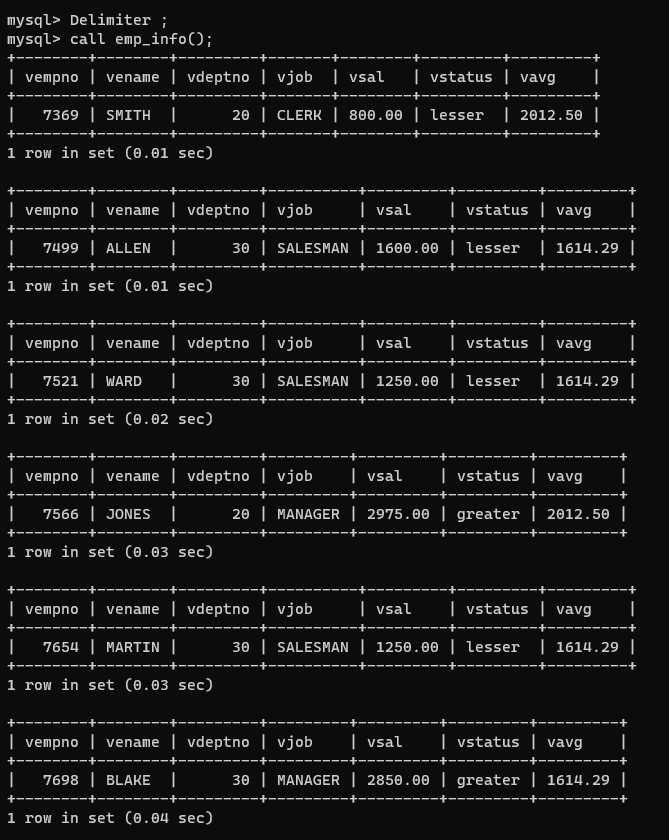 mysql> Delimiter ;
mysql> call emp_info();
+--------+--------+---------+-------+--------+---------+---------+
| vempno | vename | vdeptno | vjob  | vsal   | vstatus | vavg    |
+--------+--------+---------+-------+--------+---------+---------+
|   7369 | SMITH  |      20 | CLERK | 800.00 | lesser  | 2012.50 |
+--------+--------+---------+-------+--------+---------+---------+
1 row in set (0.01 sec)

+--------+--------+---------+----------+---------+---------+---------+
| vempno | vename | vdeptno | vjob     | vsal    | vstatus | vavg    |
+--------+--------+---------+----------+---------+---------+---------+
|   7499 | ALLEN  |      30 | SALESMAN | 1600.00 | lesser  | 1614.29 |
+--------+--------+---------+----------+---------+---------+---------+
1 row in set (0.01 sec)

+--------+--------+---------+----------+---------+---------+---------+
| vempno | vename | vdeptno | vjob     | vsal    | vstatus | vavg    |
+--------+--------+---------+----------+---------+---------+---------+
|   7521 | WARD   |      30 | SALESMAN | 1250.00 | lesser  | 1614.29 |
+--------+--------+---------+----------+---------+---------+---------+
1 row in set (0.02 sec)

+--------+--------+---------+---------+---------+---------+---------+
| vempno | vename | vdeptno | vjob    | vsal    | vstatus | vavg    |
+--------+--------+---------+---------+---------+---------+---------+
|   7566 | JONES  |      20 | MANAGER | 2975.00 | greater | 2012.50 |
+--------+--------+---------+---------+---------+---------+---------+
1 row in set (0.03 sec)

+--------+--------+---------+----------+---------+---------+---------+
| vempno | vename | vdeptno | vjob     | vsal    | vstatus | vavg    |
+--------+--------+---------+----------+---------+---------+---------+
|   7654 | MARTIN |      30 | SALESMAN | 1250.00 | lesser  | 1614.29 |
+--------+--------+---------+----------+---------+---------+---------+
1 row in set (0.03 sec)

+--------+--------+---------+---------+---------+---------+---------+
| vempno | vename | vdeptno | vjob    | vsal    | vstatus | vavg    |
+--------+--------+---------+---------+---------+---------+---------+
|   7698 | BLAKE  |      30 | MANAGER | 2850.00 | greater | 1614.29 |
+--------+--------+---------+---------+---------+---------+---------+
1 row in set (0.04 sec)